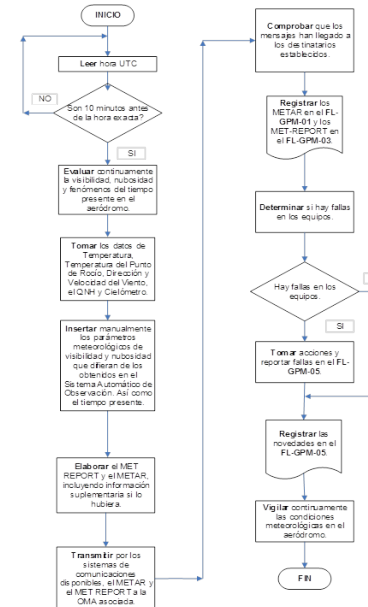 INICIO
Leer hora UTC
NO
Son 10 minutos antes
de la hora exacta?
SI
Evaluar continuamente
la visibilidad, nubosidad
y fenómenos del tiempo
presente en el
aeródromo.
Tomar los datos de
Temperatura,
Temperatura del Punto
de Rocío, Dirección y
Velocidad del Viento,
el QNH y Cielómetro.
Insertar manualmente
los parámetros
meteorológicos de
visibilidad y nubosidad
que difieran de los
obtenidos en el
Sistema Automático de
Observación. Así como
el tiempo presente.
Elaborar el MET
REPORT y el METAR,
incluyendo información
suplementaria si lo
hubiera.
Transmitir por los
sistemas de
comunicaciones
disponibles, el METAR y
el MET REPORT a la
OMA asociada.
Comprobar que los
mensajes han llegado a
los destinatarios
establecidos.
Registrar los
METAR en el FL-
GPM-01 y los
MET-REPORT en
el FL-GPM-03.
Determinar si hay fallas
en los equipos.
Hay fallas en los
equipos.
SI
Tomar acciones y
reportar fallas en el FL-
GPM-05.
Registrar las
novedades en el
FL-GPM-05.
Vigilar continuamente
las condiciones
meteorológicas en el
aeródromo.
FIN